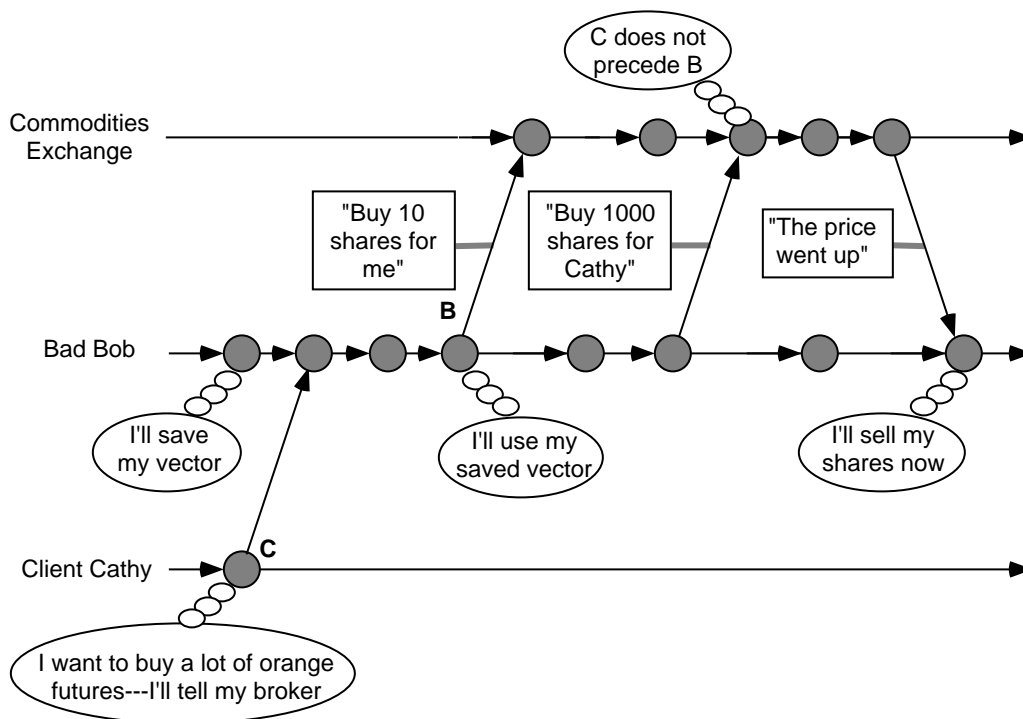 C does not
precede B
Commodities
Exchange
"Buy 10
shares for
me"
"Buy 1000
shares for
Cathy"
"The price
went up"
B
Bad Bob
I'll save
my vector
I'll use my
saved vector
I'll sell my
shares now
C
Client Cathy
I want to buy a lot of orange
futures---I'll tell my broker